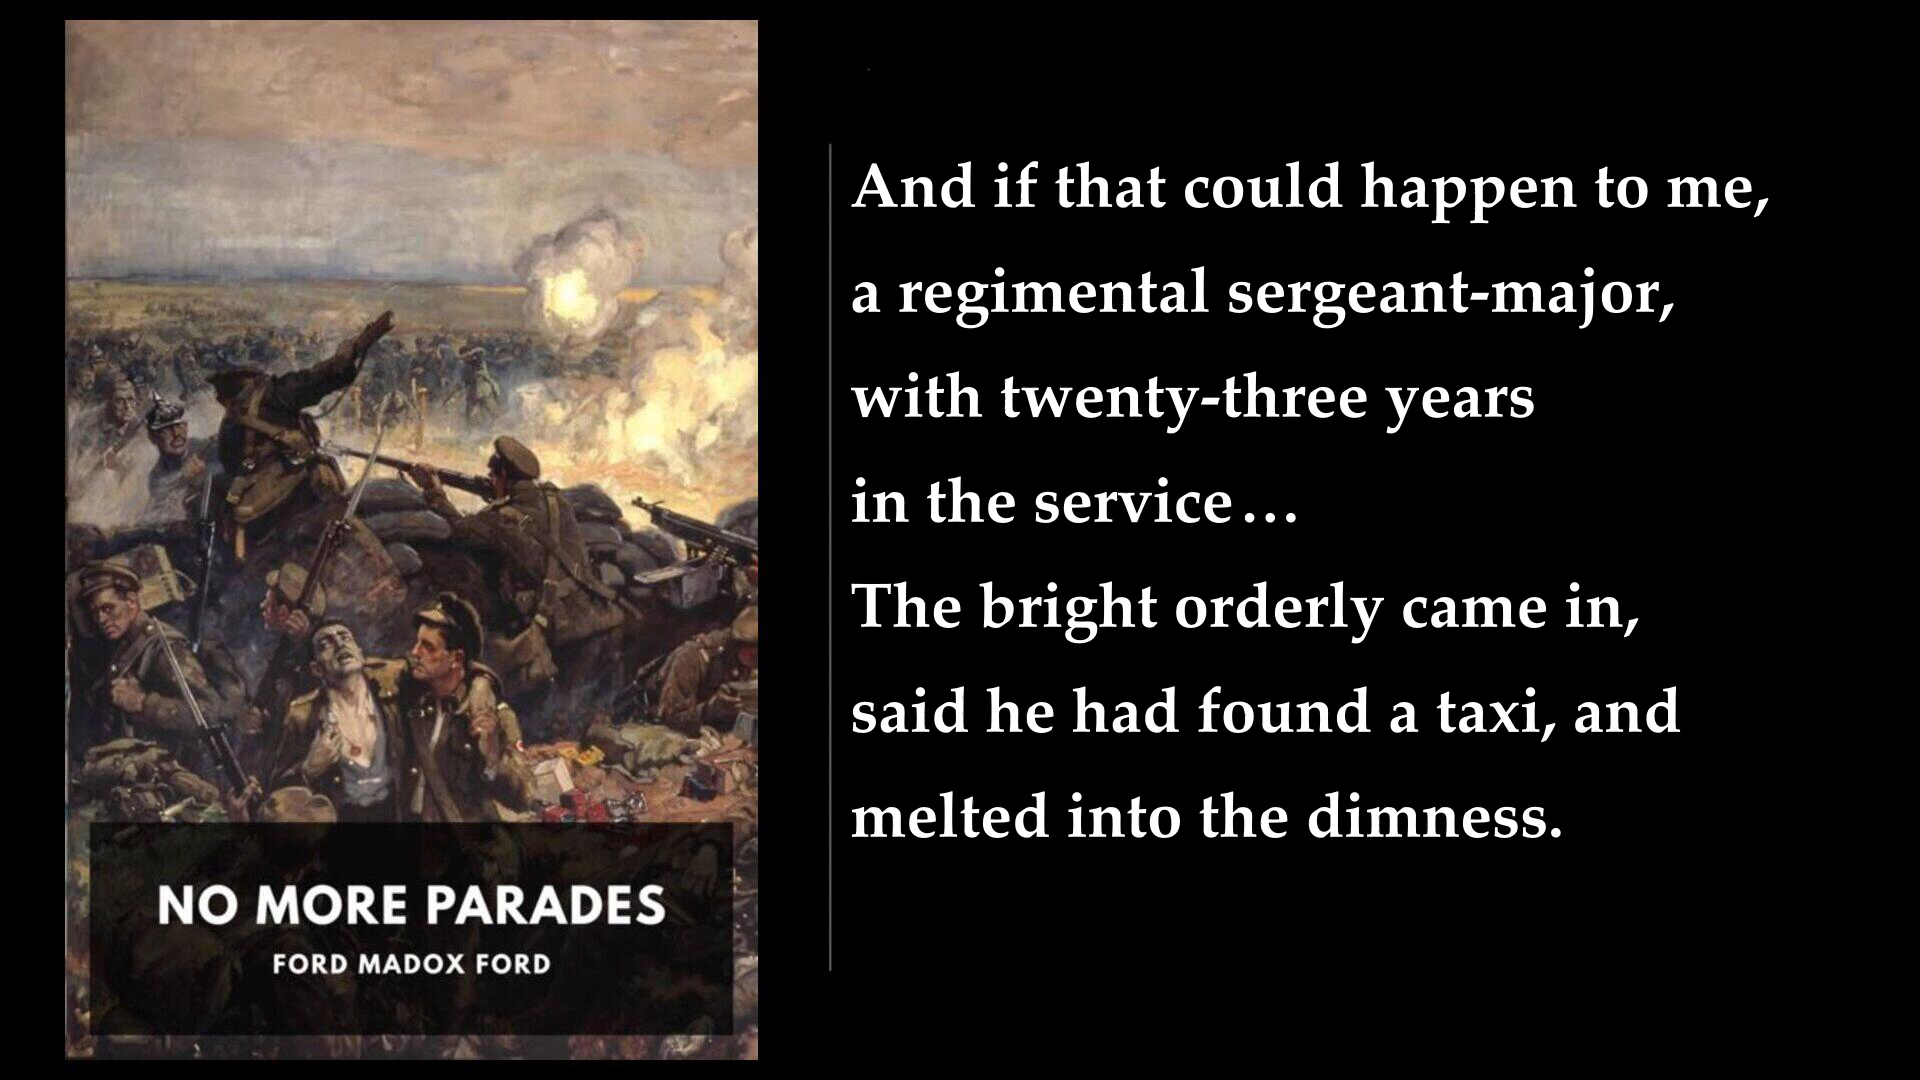 NO MORE PARADES
FORD MADOX FORD
And if that could happen to me,
a regimental sergeant-major,
with twenty-three years
in the service…
The bright orderly came in,
said he had found a taxi, and
melted into the dimness.